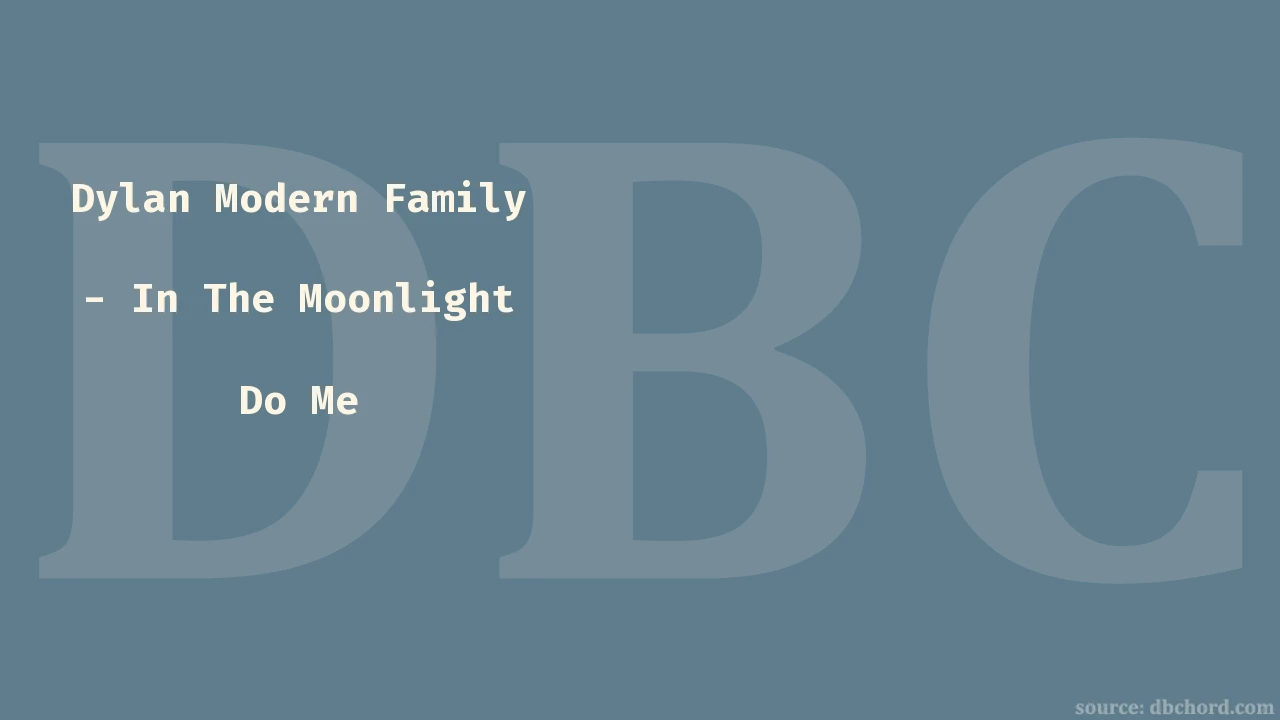 DBC
Dylan Modern Family
- In The Moonlight
Do Me
source: dbchord.com